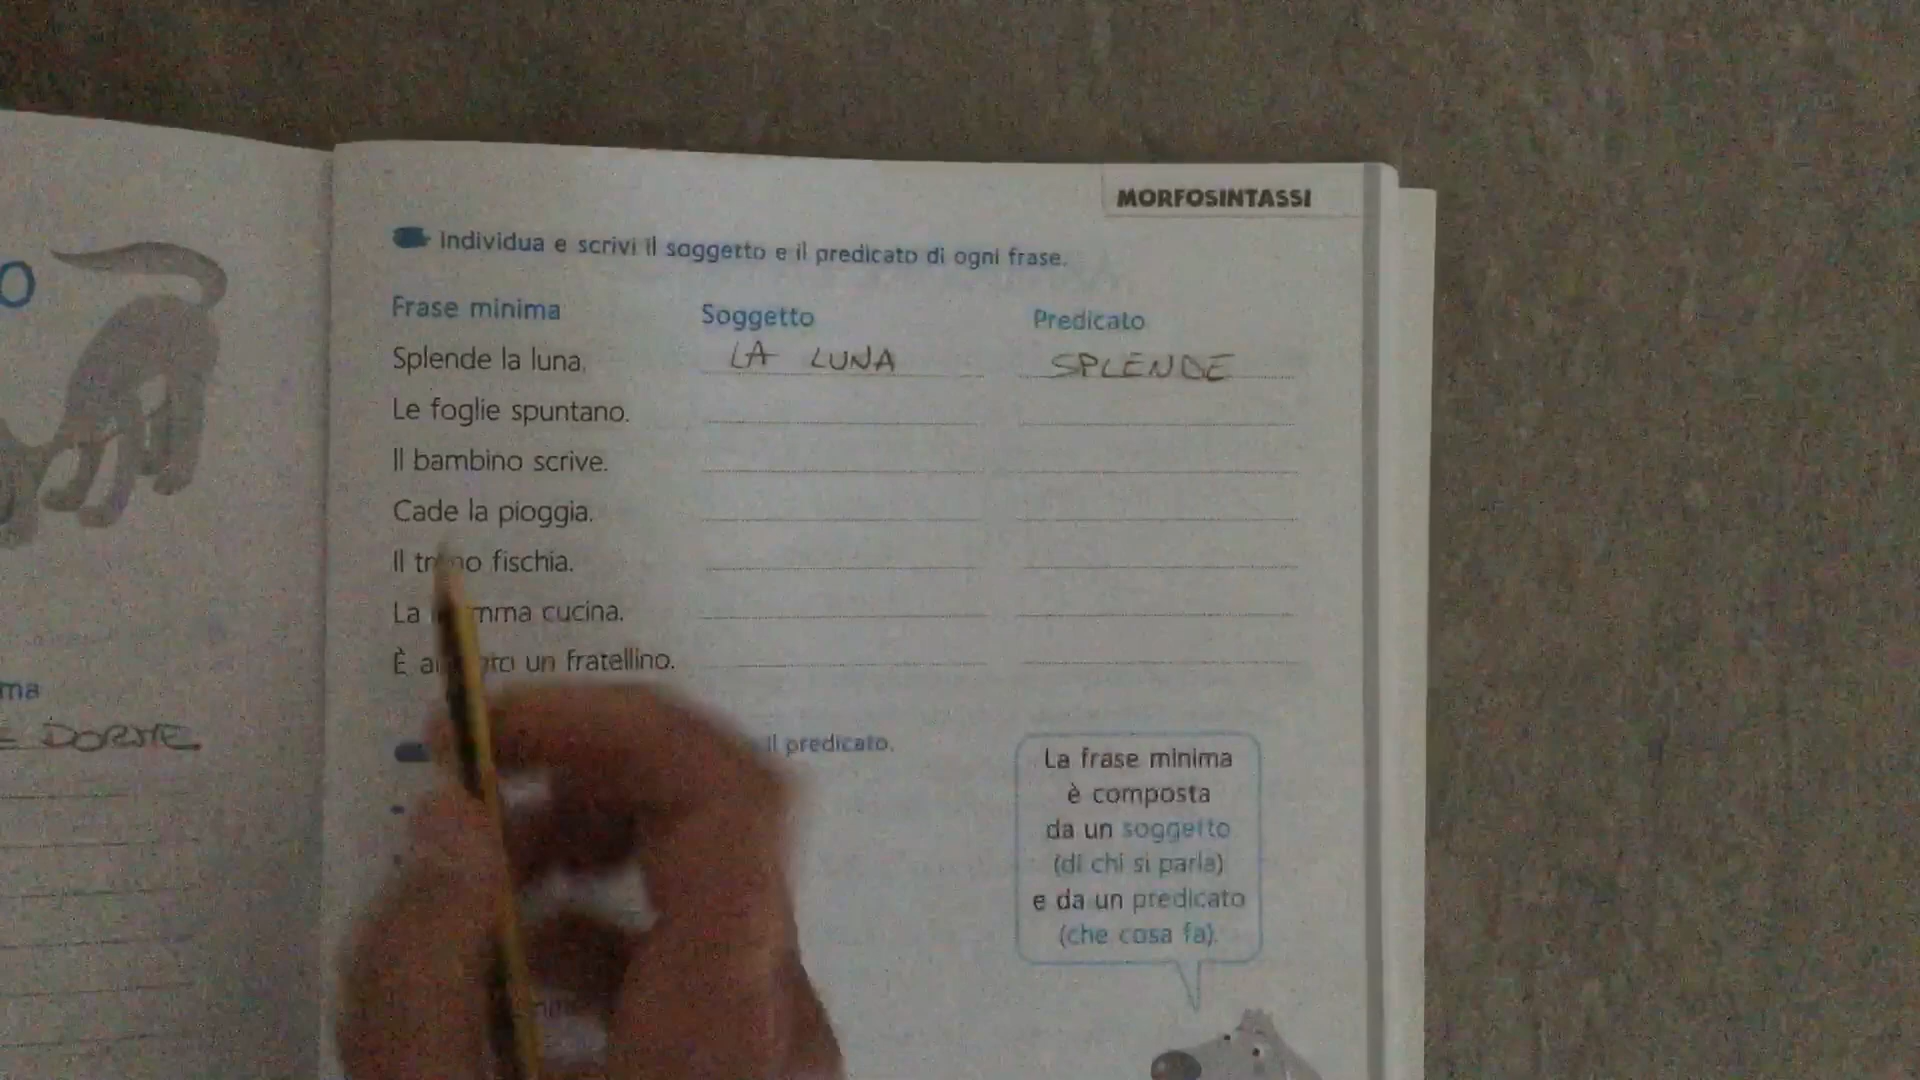 O
ma
DORME
MORFOSINTASSI
Individua e scrivi il soggetto e il predicato di ogni frase.
Frase minima Soggetto Predicato
Splende la luna. LA LUNA SPLENDE
Le foglie spuntano.
Il bambino scrive.
Cade la pioggia.
Il fischia.
La cucina.
È un fratellino.
il predicato.
La frase minima
è composta
da un soggetto
(di chi si parla)
e da un predicato
(che cosa fa).